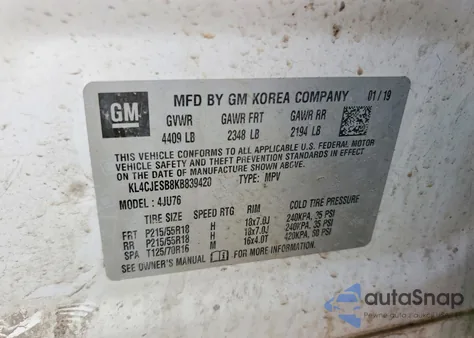 GM
MFD BY GM KOREA COMPANY 01/19
GVWR GAWR FRT GAWR RR
4409 LB 2348 LB 2194 LB
THIS VEHICLE CONFORMS TO ALL APPLICABLE U.S. FEDERAL MOTOR
VEHICLE SAFETY AND THEFT PREVENTION STANDARDS IN
EFFECT ON THE DATE OF MANUFACTURE SHOWN ABOVE.
KL4CJESB8KB839420 TYPE: MPV
MODEL: 4JU76
TIRE SIZE SPEED RTG RIM COLD TIRE PRESSURE
FRT P215/55R18 H 18x7.0J 240KPA, 35 PSI
RR P215/55R18 H 18x7.0J 240KPA, 35 PSI
SPA T125/70R16 M 16x4.0T 420KPA, 60 PSI
SEE OWNER'S MANUAL FOR MORE INFORMATION.
autoSnap